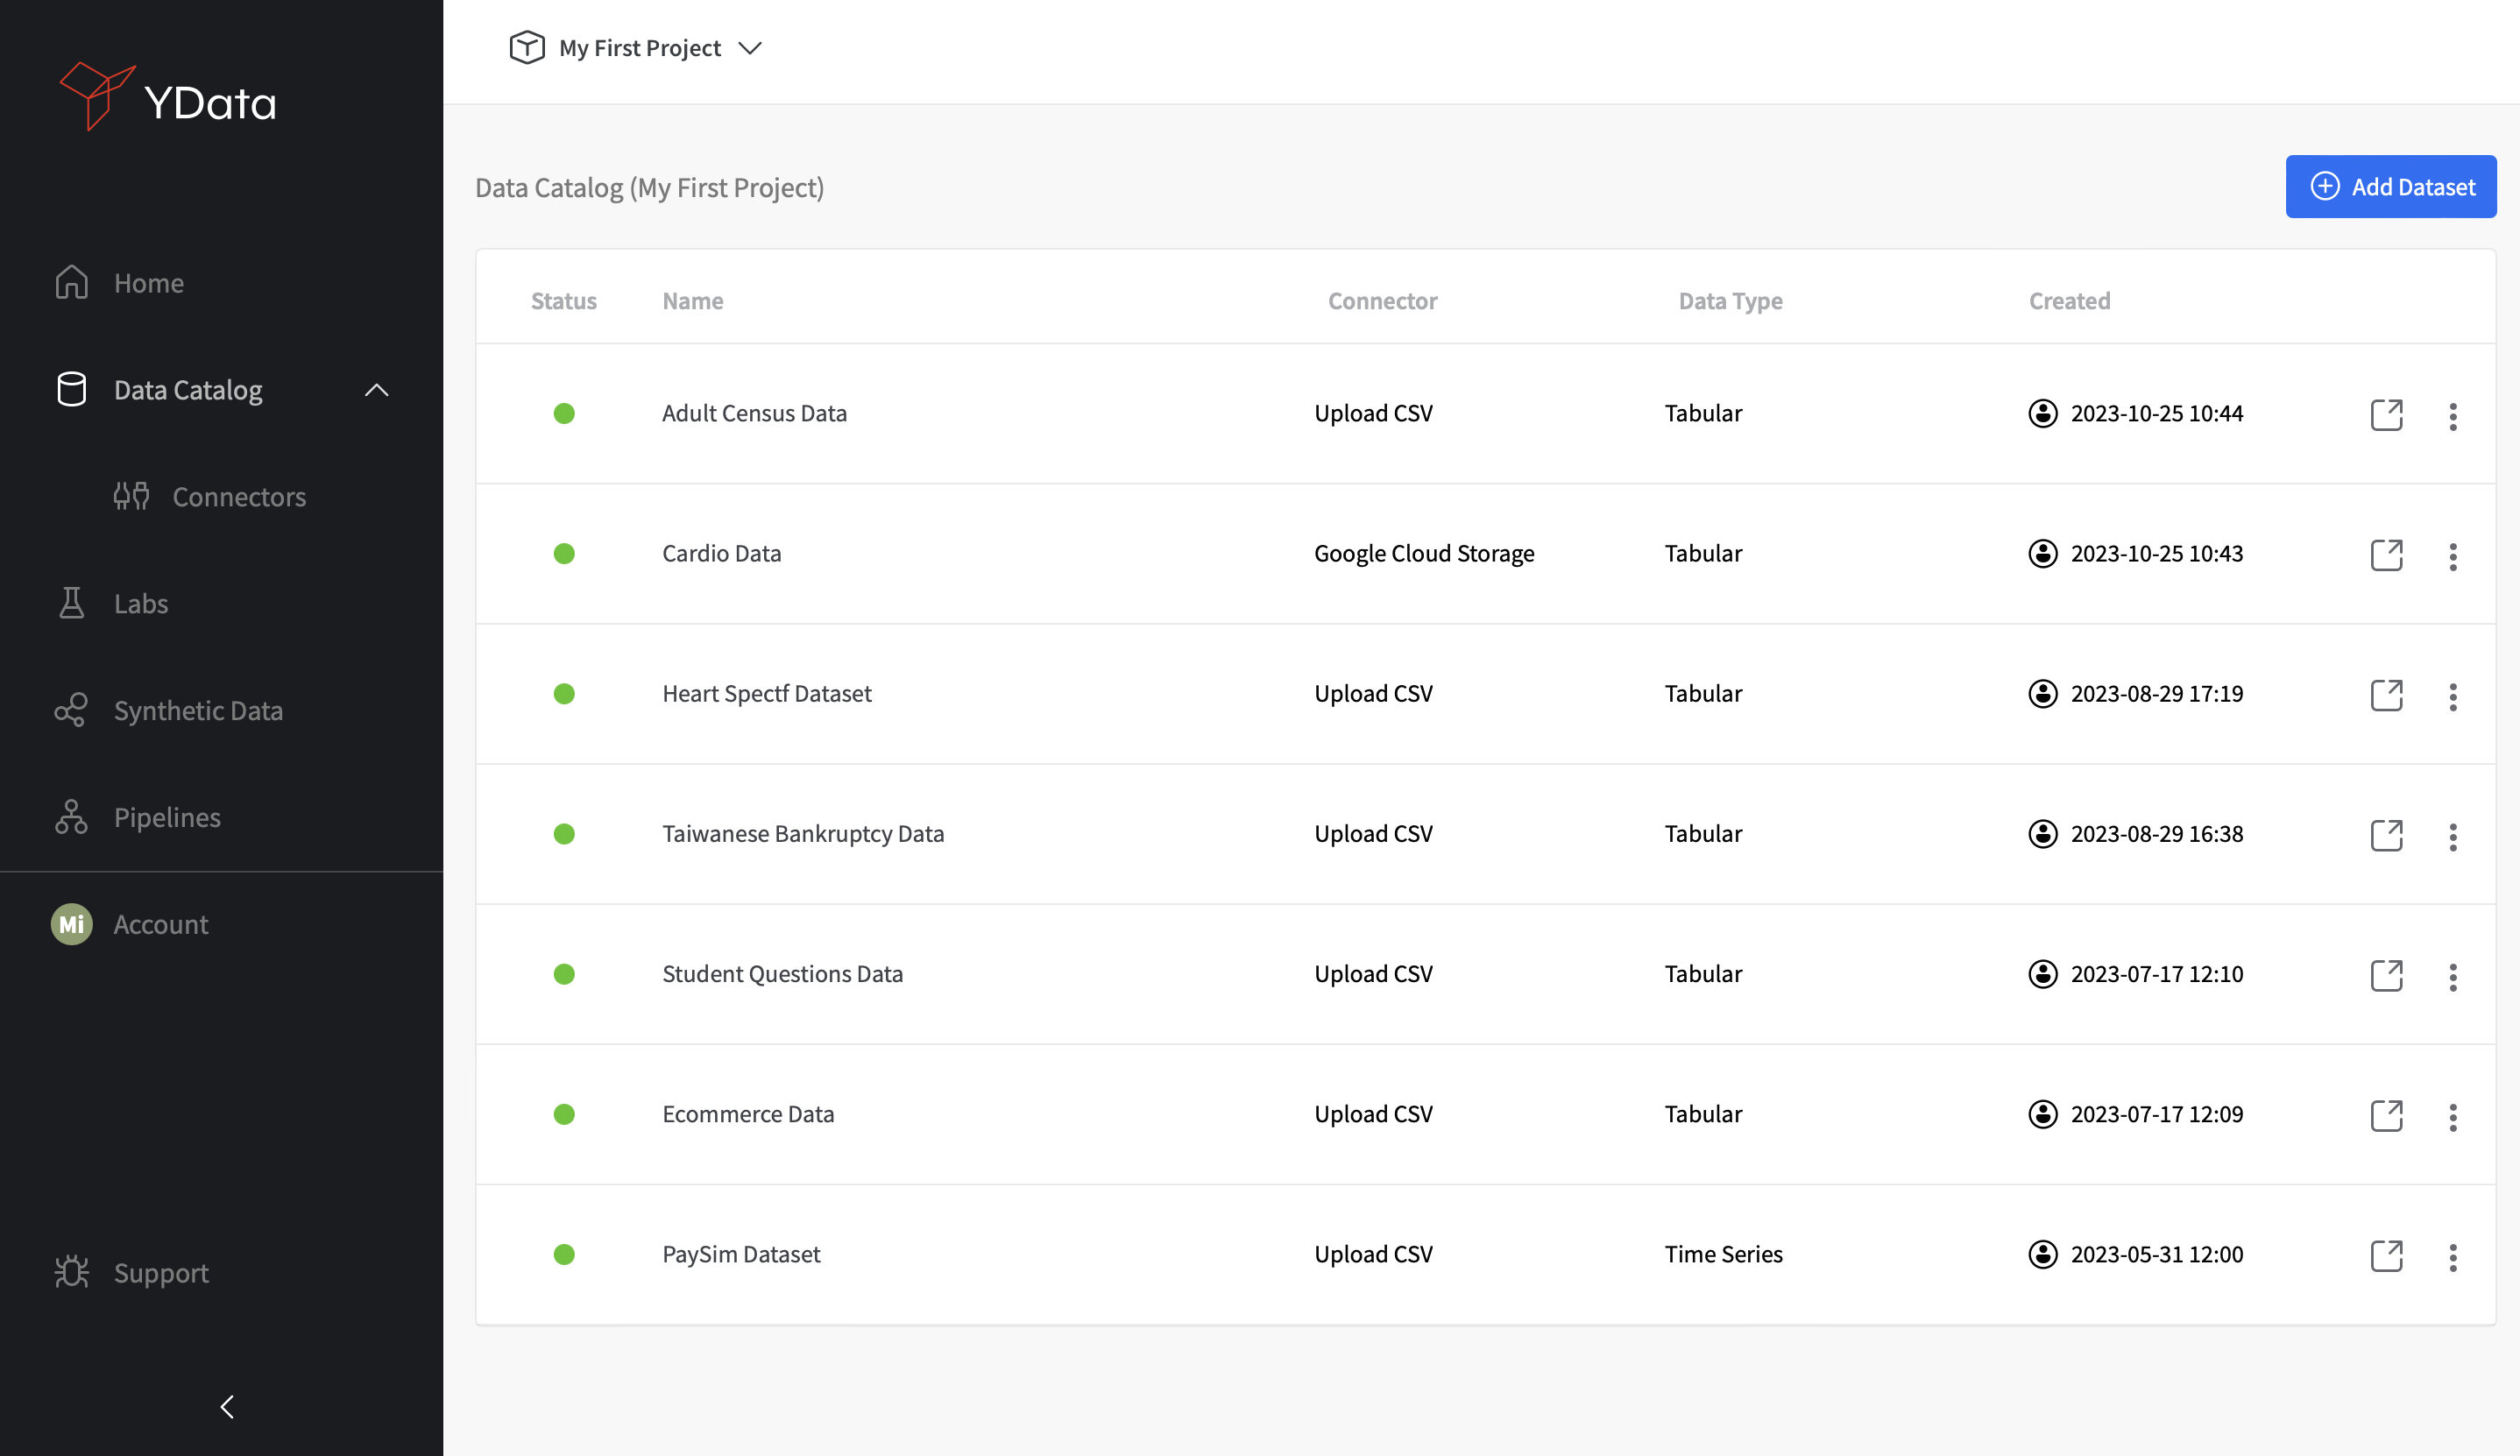 YData
Home
Data Catalog
Connectors
Labs
Synthetic Data
Pipelines
Mi Account
Support
My First Project
Data Catalog (My First Project)
Add Dataset
Status Name Connector Data Type Created
Adult Census Data Upload CSV Tabular 2023-10-25 10:44
Cardio Data Google Cloud Storage Tabular 2023-10-25 10:43
Heart Spectf Dataset Upload CSV Tabular 2023-08-29 17:19
Taiwanese Bankruptcy Data Upload CSV Tabular 2023-08-29 16:38
Student Questions Data Upload CSV Tabular 2023-07-17 12:10
Ecommerce Data Upload CSV Tabular 2023-07-17 12:09
PaySim Dataset Upload CSV Time Series 2023-05-31 12:00